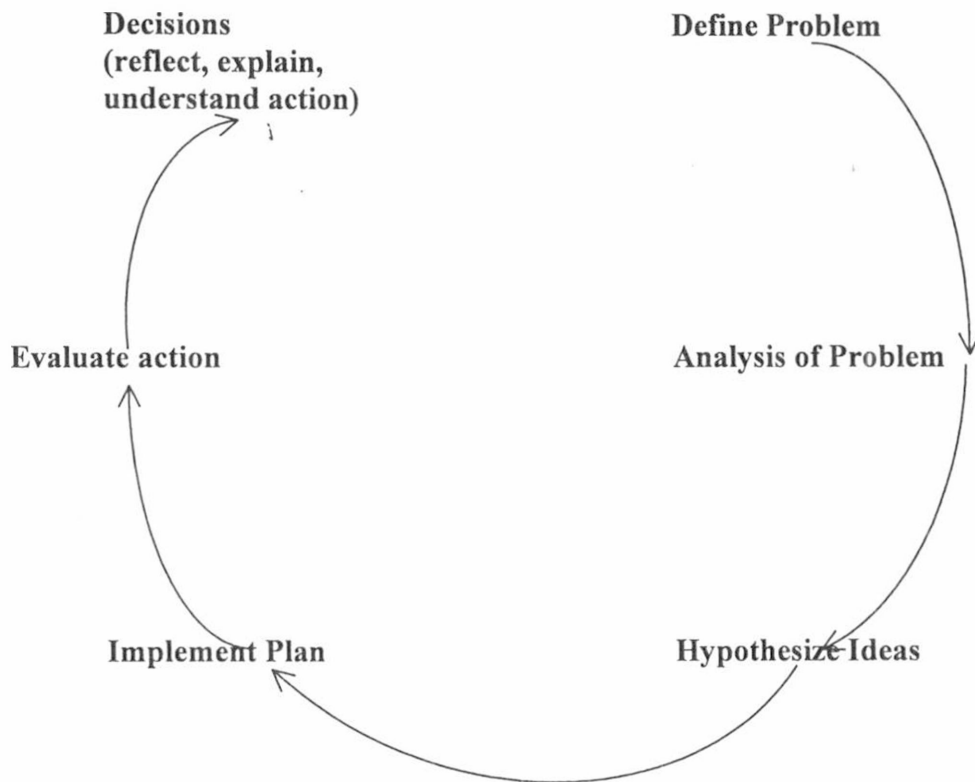 Decisions
(reflect, explain,
understand action)
Define Problem
Evaluate action
Analysis of Problem
Implement Plan
Hypothesize Ideas